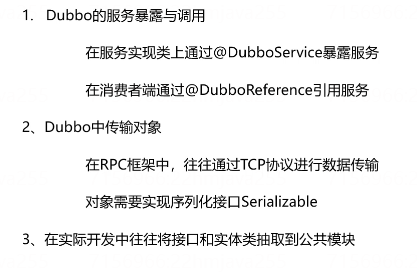 1. Dubbo的服务暴露与调用
在服务实现类上通过@DubboService暴露服务
在消费者端通过@DubboReference引用服务
2、Dubbo中传输对象
在RPC框架中，往往通过TCP协议进行数据传输
对象需要实现序列化接口Serializable
3、在实际开发中往往将接口和实体类抽取到公共模块